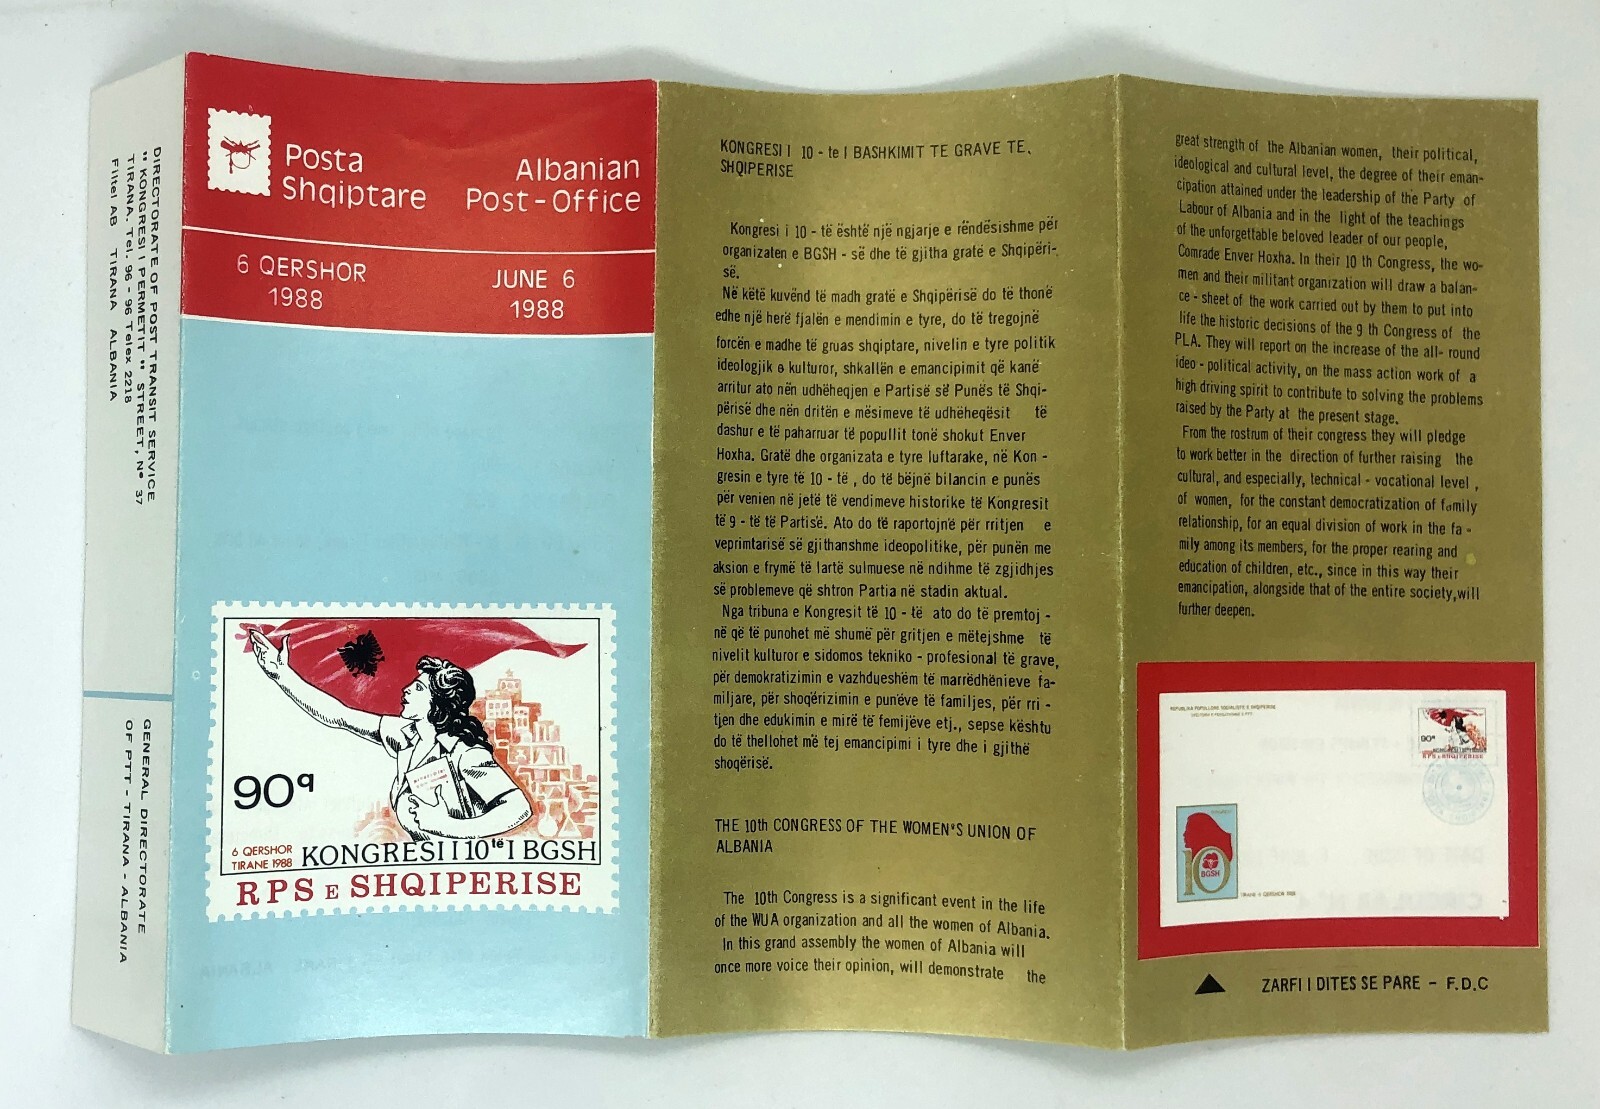 DIRECTORATE OF POST TRANSIT SERVICE
" KONGRESI I PERMETIT " STREET, Nº 37
TIRANA. Tel. 96 - 96 Telex 2218
Filtel AB TIRANA ALBANIA
GENERAL DIRECTORATE
OF PTT - TIRANA - ALBANIA
Posta
Shqiptare
Albanian
Post-Office
6 QERSHOR
1988
JUNE 6
1988
90q
6 QERSHOR
TIRANE 1988
KONGRESI I 10të I BGSH
RPS E SHQIPERISE
KONGRESI I 10 - te I BASHKIMIT TE GRAVE TE,
SHQIPERISE
Kongresi i 10 - të është një ngjarje e rëndësishme për
organizaten e BGSH - së dhe të gjitha gratë e Shqipëri-
së.
Në këtë kuvënd të madh gratë e Shqipërisë do të thonë
edhe një herë fjalën e mendimin e tyre, do të tregojnë
forcën e madhe të gruas shqiptare, nivelin e tyre politik
ideologjik e kulturor, shkallën e emancipimit që kanë
arritur ato nën udhëheqjen e Partisë së Punës të Shqi-
përisë dhe nën dritën e mësimeve të udhëheqësit të
dashur e të paharruar të popullit tonë shokut Enver
Hoxha. Gratë dhe organizata e tyre luftarake, në Kon -
gresin e tyre të 10 - të , do të bëjnë bilancin e punës
për venien në jetë të vendimeve historike të Kongresit
të 9 - të të Partisë. Ato do të raportojnë për rritjen e
veprimtarisë së gjithanshme ideopolitike, për punën me
aksion e frymë të lartë sulmuese në ndihme të zgjidhjes
së problemeve që shtron Partia në stadin aktual.
Nga tribuna e Kongresit të 10 - të ato do të premtoj -
në që të punohet më shumë për gritjen e mëtejshme të
nivelit kulturor e sidomos tekniko - profesional të grave,
për demokratizimin e vazhdueshëm të marrëdhënieve fa-
miljare, për shoqërizimin e punëve të familjes, për rri -
tjen dhe edukimin e mirë të femijëve etj., sepse kështu
do të thellohet më tej emancipimi i tyre dhe i gjithë
shoqërisë.
THE 10th CONGRESS OF THE WOMEN'S UNION OF
ALBANIA
The 10th Congress is a significant event in the life
of the WUA organization and all the women of Albania.
In this grand assembly the women of Albania will
once more voice their opinion, will demonstrate the
great strength of the Albanian women, their political,
ideological and cultural level, the degree of their eman-
cipation attained under the leadership of the Party of
Labour of Albania and in the light of the teachings
of the unforgettable beloved leader of our people,
Comrade Enver Hoxha. In their 10 th Congress, the wo-
men and their militant organization will draw a balan-
ce - sheet of the work carried out by them to put into
life the historic decisions of the 9 th Congress of the
PLA. They will report on the increase of the all- round
ideo - political activity, on the mass action work of a
high driving spirit to contribute to solving the problems
raised by the Party at the present stage.
From the rostrum of their congress they will pledge
to work better in the direction of further raising the
cultural, and especially, technical - vocational level ,
of women, for the constant democratization of family
relationship, for an equal division of work in the fa -
mily among its members, for the proper rearing and
education of children, etc., since in this way their
emancipation, alongside that of the entire society,will
further deepen.
REPUBLIKA POPULLORE SOCIALISTE E SHQIPERISE
90q
KONGRESI I 10të I BGSH
RPS E SHQIPERISE
10
BGSH
TIRANE 6 QERSHOR 1988
ZARFI I DITES SE PARE - F.D.C